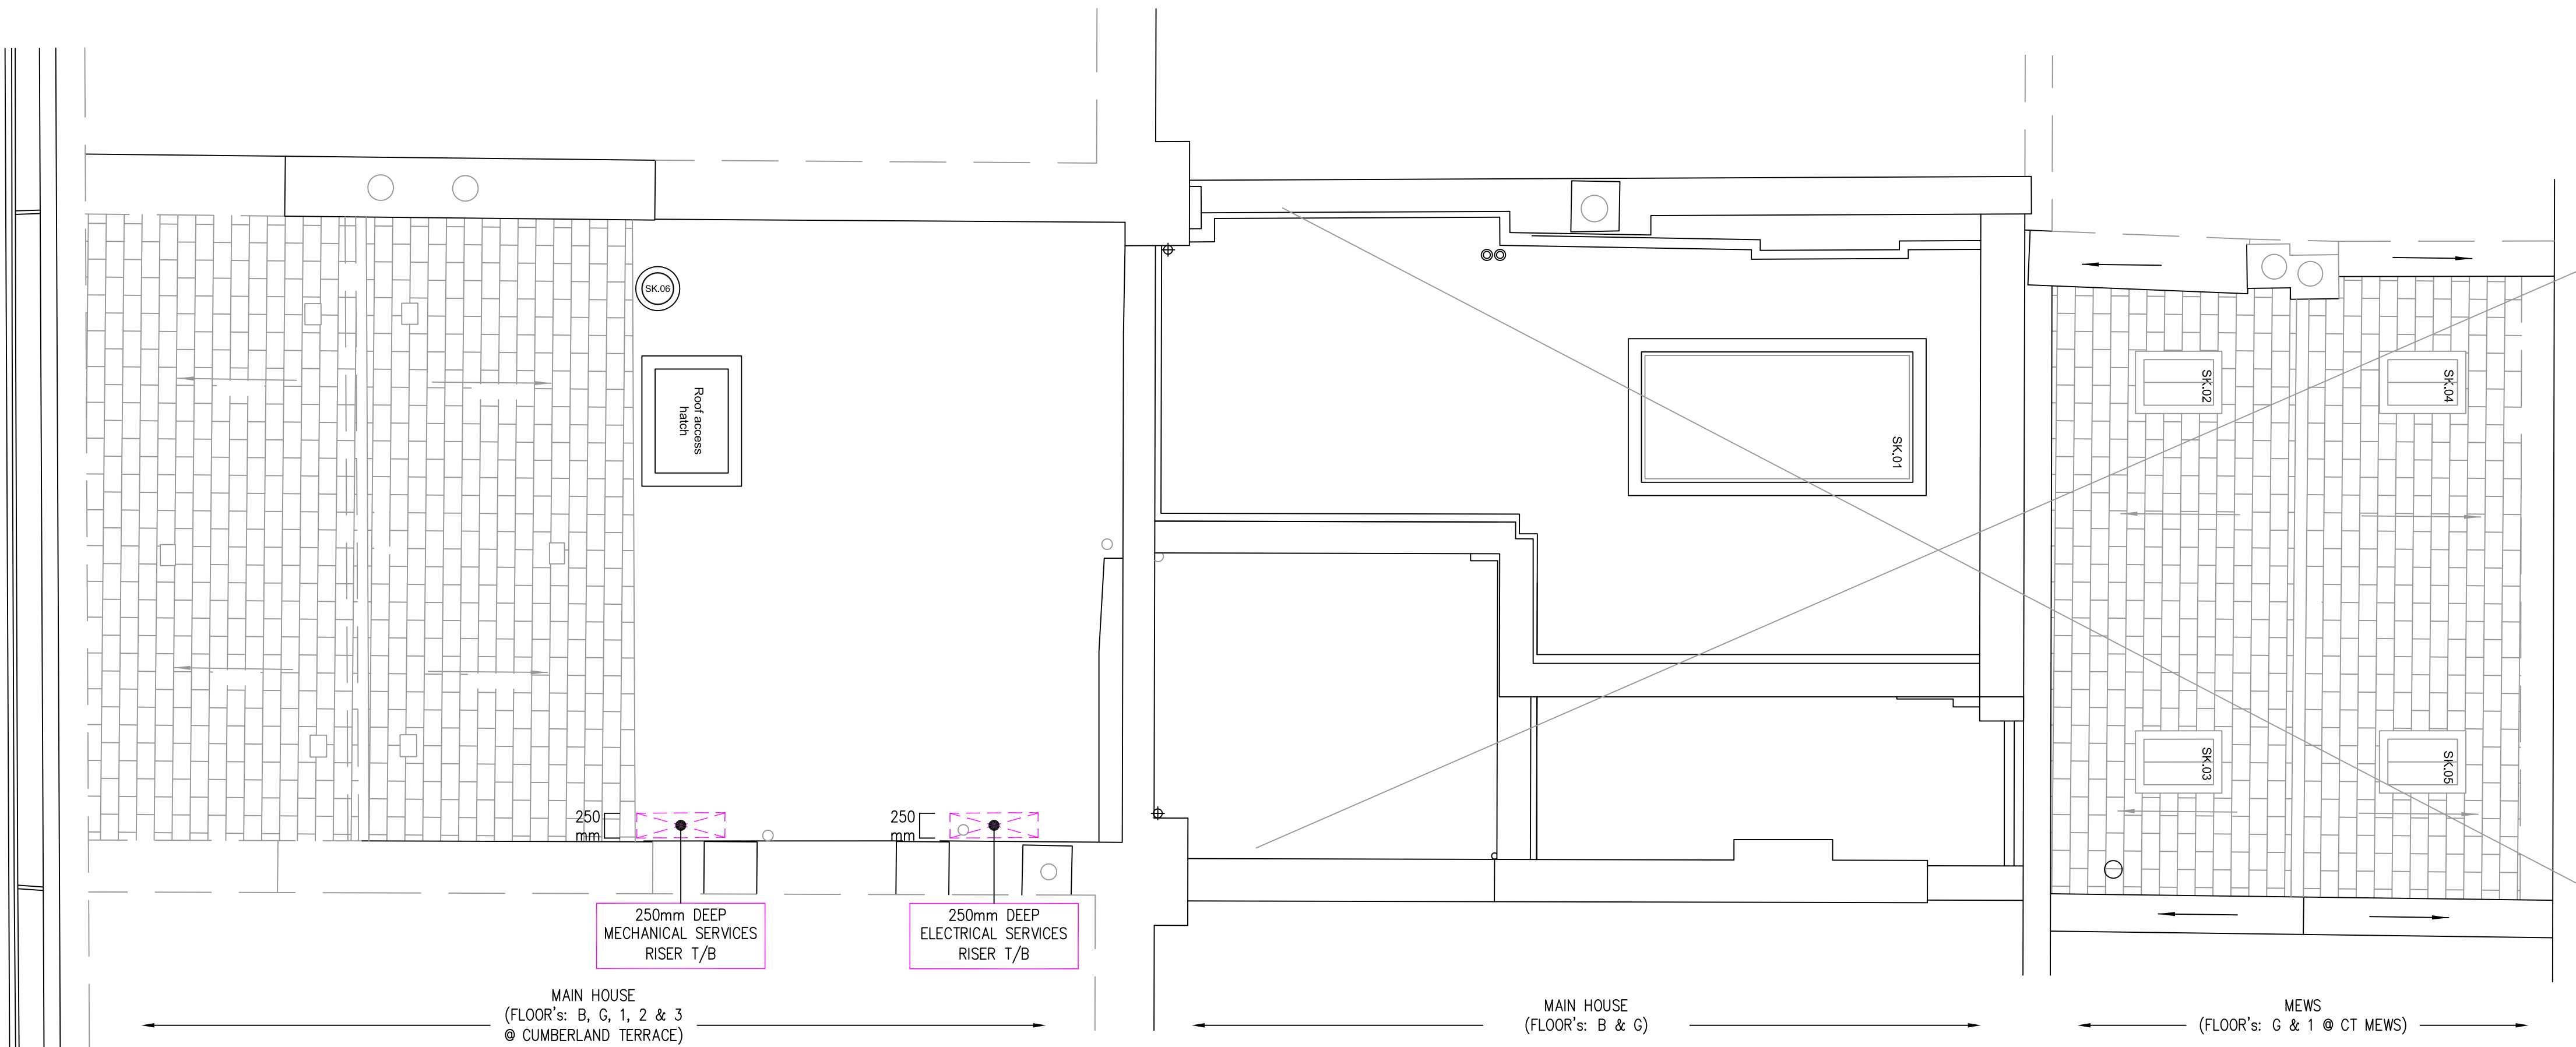 SK.06
Roof access
hatch
SK.01
SK.02
SK.04
SK.03
SK.05
250
mm
250
mm
250mm DEEP
MECHANICAL SERVICES
RISER T/B
250mm DEEP
ELECTRICAL SERVICES
RISER T/B
MAIN HOUSE
(FLOOR's: B, G, 1, 2 & 3
@ CUMBERLAND TERRACE)
MAIN HOUSE
(FLOOR's: B & G)
MEWS
(FLOOR's: G & 1 @ CT MEWS)